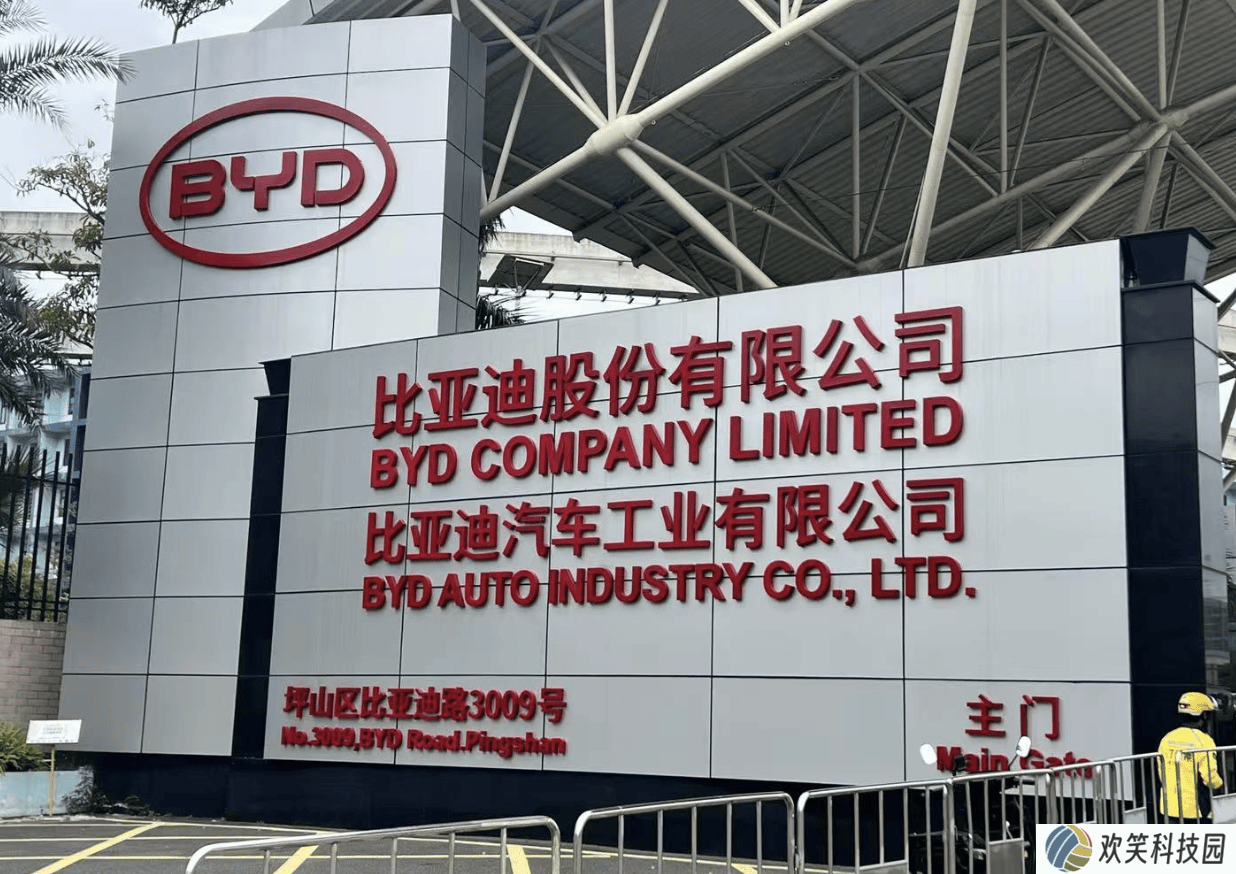 BYD
比亚迪股份有限公司
BYD COMPANY LIMITED
比亚迪汽车工业有限公司
BYD AUTO INDUSTRY CO., LTD.
坪山区比亚迪路3009号
No.3009,BYD Road.Pingshan
主门
Main Gate
欢笑科技园